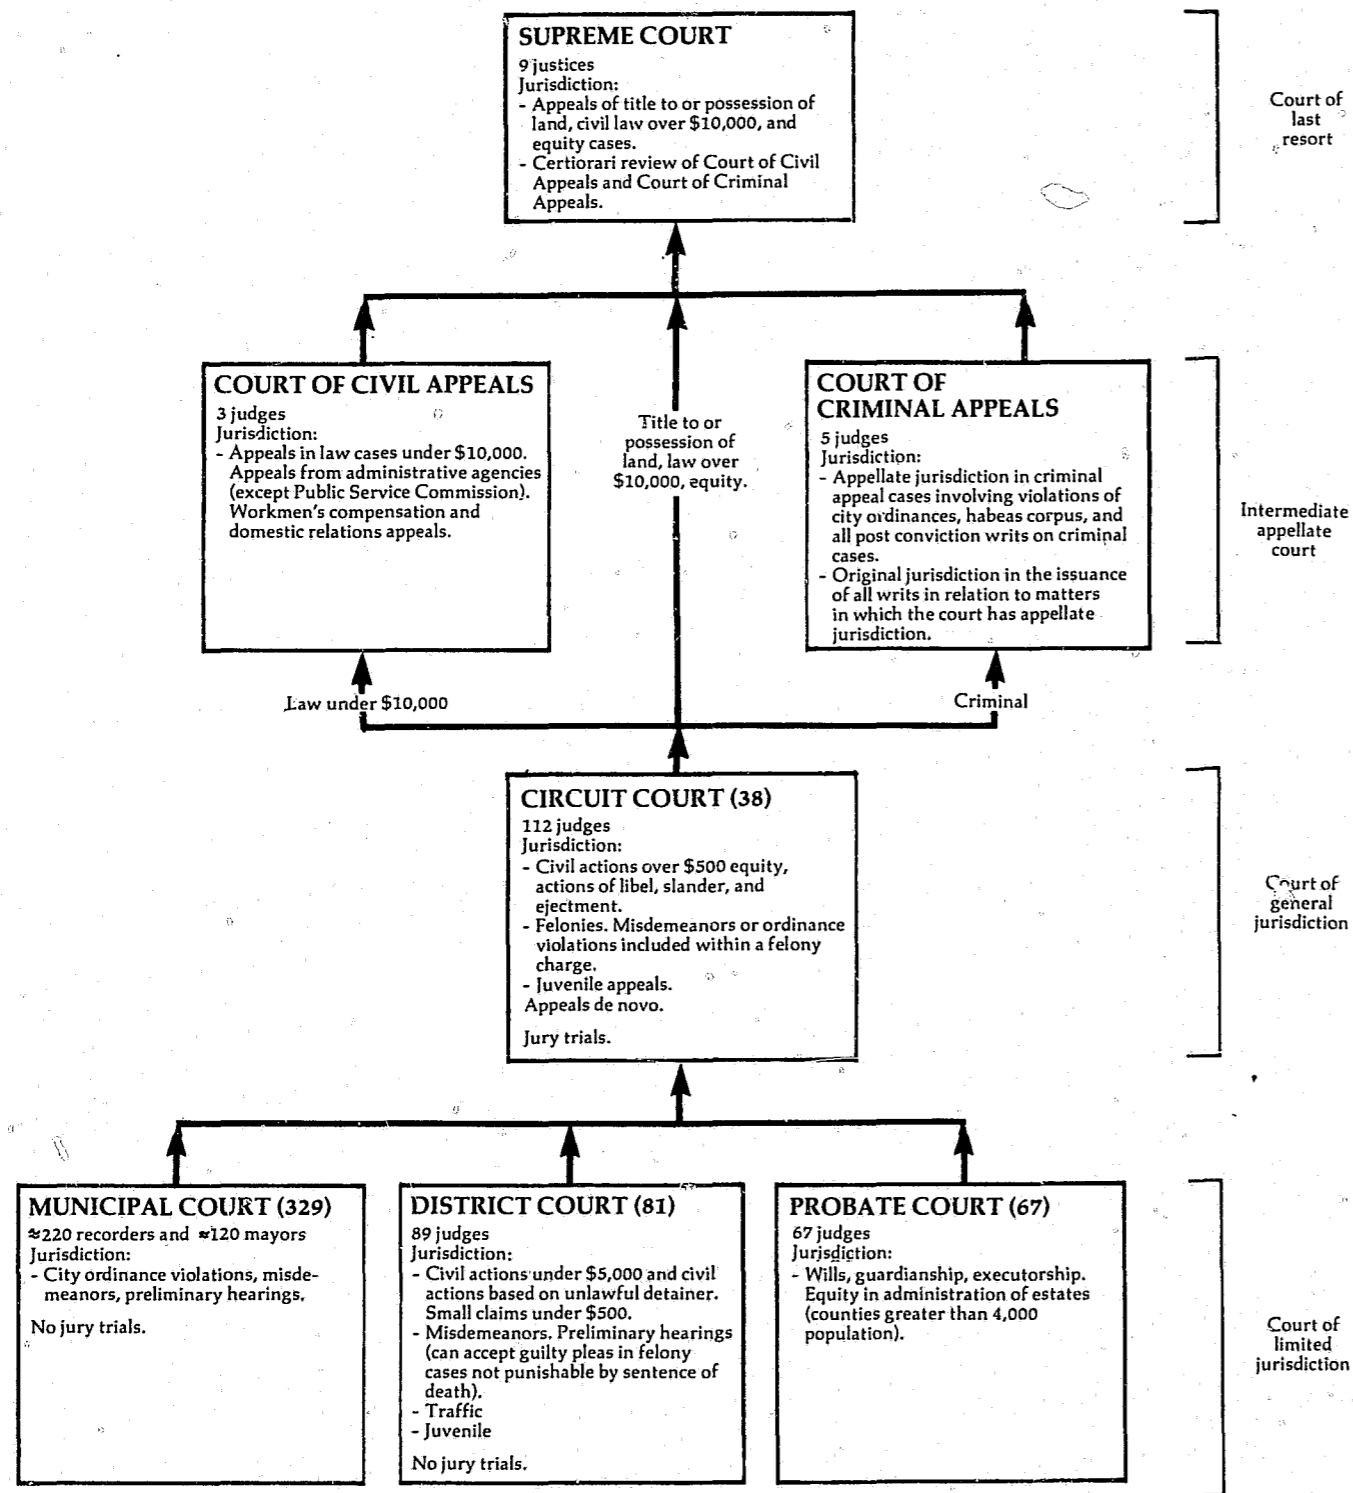 SUPREME COURT
9 justices
Jurisdiction:
- Appeals of title to or possession of
land, civil law over $10,000, and
equity cases.
- Certiorari review of Court of Civil
Appeals and Court of Criminal
Appeals.
Court of
last
resort
COURT OF CIVIL APPEALS
3 judges
Jurisdiction:
- Appeals in law cases under $10,000.
Appeals from administrative agencies
(except Public Service Commission).
Workmen's compensation and
domestic relations appeals.
Title to or
possession of
land, law over
$10,000, equity.
COURT OF
CRIMINAL APPEALS
5 judges
Jurisdiction:
- Appellate jurisdiction in criminal
appeal cases involving violations of
city ordinances, habeas corpus, and
all post conviction writs on criminal
cases.
- Original jurisdiction in the issuance
of all writs in relation to matters
in which the court has appellate
jurisdiction.
Intermediate
appellate
court
Law under $10,000
Criminal
CIRCUIT COURT (38)
112 judges
Jurisdiction:
- Civil actions over $500 equity,
actions of libel, slander, and
ejectment.
- Felonies. Misdemeanors or ordinance
violations included within a felony
charge.
- Juvenile appeals.
Appeals de novo.
Jury trials.
Court of
general
jurisdiction
MUNICIPAL COURT (329)
≈220 recorders and ≈120 mayors
Jurisdiction:
- City ordinance violations, misde-
meanors, preliminary hearings.
No jury trials.
DISTRICT COURT (81)
89 judges
Jurisdiction:
- Civil actions under $5,000 and civil
actions based on unlawful detainer.
Small claims under $500.
- Misdemeanors. Preliminary hearings
(can accept guilty pleas in felony
cases not punishable by sentence of
death).
- Traffic
- Juvenile
No jury trials.
PROBATE COURT (67)
67 judges
Jurisdiction:
- Wills, guardianship, executorship.
Equity in administration of estates
(counties greater than 4,000
population).
Court of
limited
jurisdiction